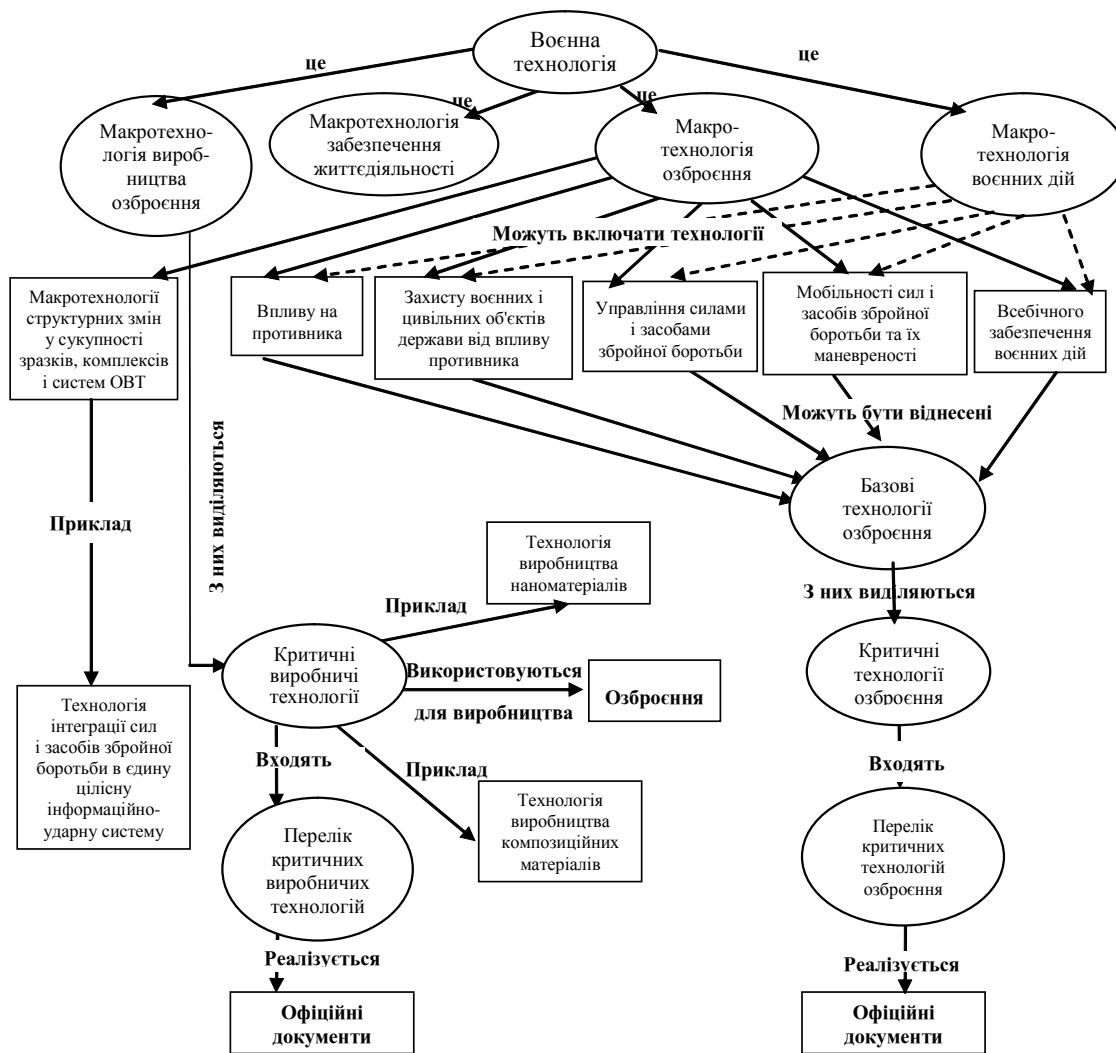 Воєнна
технологія
це
це
це
це
Макротехно-
логія вироб-
ництва
озброєння
Макротехнологія
забезпечення
життєдіяльності
Макро-
технологія
озброєння
Макро-
технологія
воєнних дій
Можуть включати технології
Макротехнології
структурних змін
у сукупності
зразків, комплексів
і систем ОВТ
Впливу на
противника
Захисту воєнних і
цивільних об'єктів
держави від впливу
противника
Управління силами
і засобами
збройної боротьби
Мобільності сил і
засобів збройної
боротьби та їх
маневреності
Всебічного
забезпечення
воєнних дій
Можуть бути віднесені
З них виділяються
Приклад
Базові
технології
озброєння
З них виділяються
Технологія
виробництва
наноматеріалів
Приклад
Критичні
виробничі
технології
Використовуються
для виробництва
Озброєння
Критичні
технології
озброєння
Технологія
інтеграції сил
і засобів збройної
боротьби в єдину
цілісну
інформаційно-
ударну систему
Входять
Приклад
Входять
Технологія
виробництва
композиційних
матеріалів
Перелік
критичних
виробничих
технологій
Перелік
критичних
технологій
озброєння
Реалізується
Реалізується
Офіційні
документи
Офіційні
документи